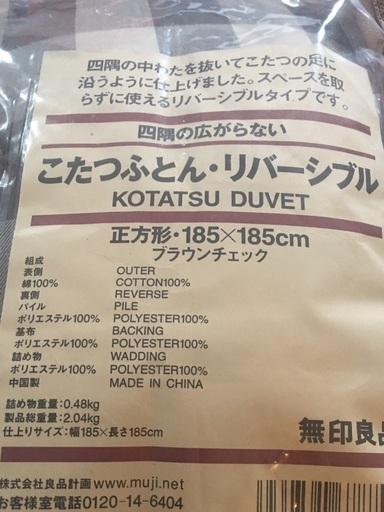 四隅の中わたを抜いてこたつの足に
沿うように仕上げました。スペースを取
らずに使えるリバーシブルタイプです。
四隅の広がらない
こたつふとん・リバーシブル
KOTATSU DUVET
正方形・185×185cm
ブラウンチェック
組成
表側 OUTER
綿100% COTTON100%
裏側 REVERSE
パイル PILE
ポリエステル100% POLYESTER100%
基布 BACKING
ポリエステル100% POLYESTER100%
詰め物 WADDING
ポリエステル100% POLYESTER100%
中国製 MADE IN CHINA
詰め物重量:0.48kg
製品総重量:2.04kg
仕上りサイズ:幅185×長さ185cm
無印良品
株式会社良品計画 www.muji.net
お客様室電話0120-14-6404